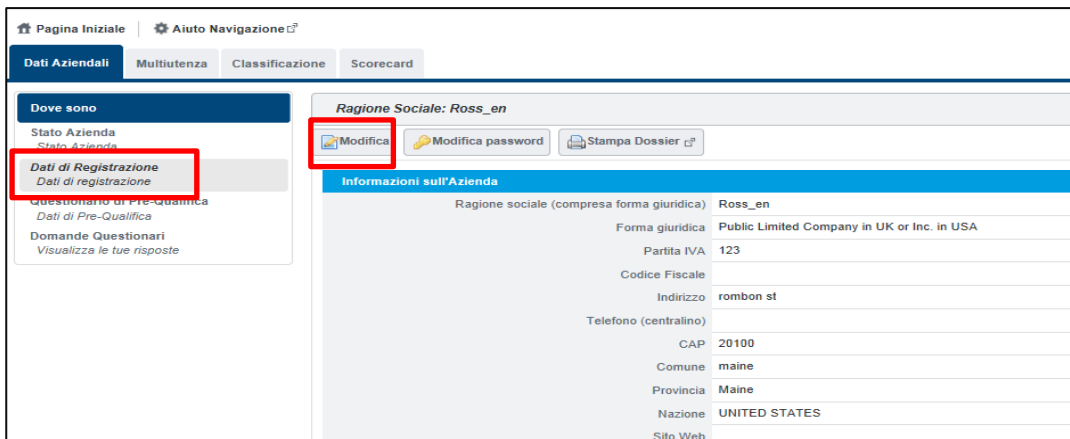 Pagina Iniziale Aiuto Navigazione
Dati Aziendali Multiutenza Classificazione Scorecard
Dove sono
Stato Azienda
Stato Azienda
Dati di Registrazione
Dati di registrazione
Questionario di Pre-Qualifica
Dati di Pre-Qualifica
Domande Questionari
Visualizza le tue risposte
Ragione Sociale: Ross_en
Modifica Modifica password Stampa Dossier
Informazioni sull'Azienda
Ragione sociale (compresa forma giuridica) Ross_en
Forma giuridica Public Limited Company in UK or Inc. in USA
Partita IVA 123
Codice Fiscale
Indirizzo rombon st
Telefono (centralino)
CAP 20100
Comune maine
Provincia Maine
Nazione UNITED STATES
Sito Web